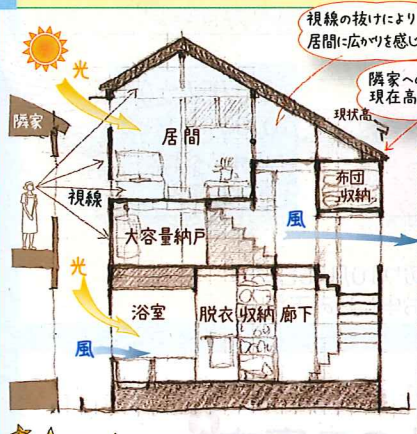 視線の抜けにより
居間に広がりを感じ
隣家への
現在高
現状高
光
隣家
居間
布団
収納
視線
大容量納戸
風
光
浴室
脱衣
収納
廊下
風